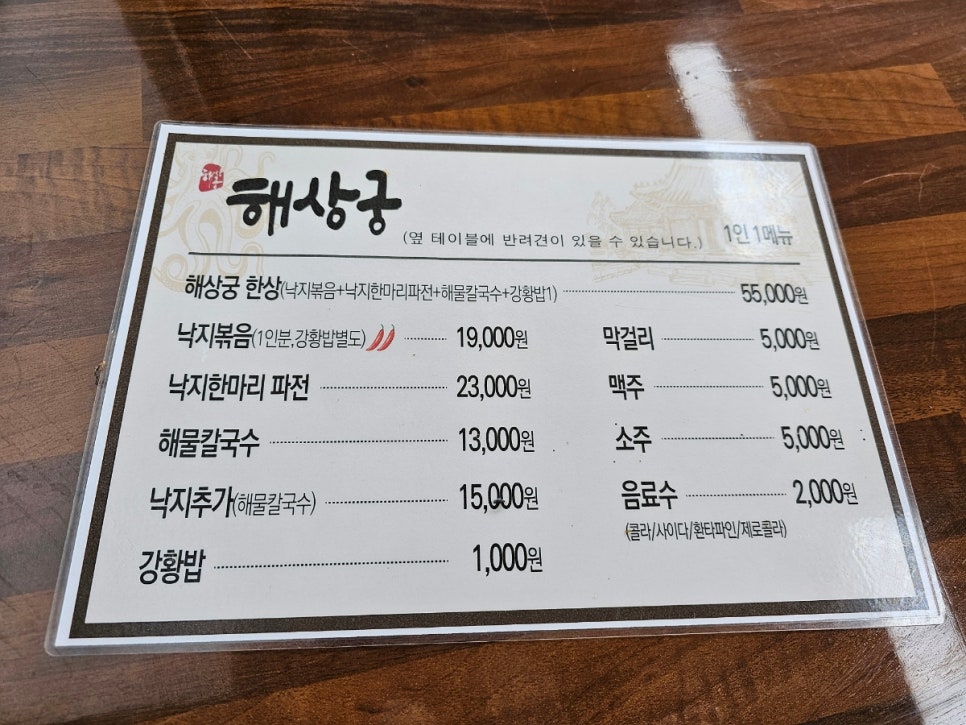 해상궁
(옆 테이블에 반려견이 있을 수 있습니다.) 1인 1메뉴
해상궁 한상(낙지볶음+낙지한마리파전+해물칼국수+강황밥1) 55,000원
낙지볶음(1인분,강황밥별도) 19,000원
낙지한마리 파전 23,000원
해물칼국수 13,000원
낙지추가(해물칼국수) 15,000원
강황밥 1,000원
막걸리 5,000원
맥주 5,000원
소주 5,000원
음료수 2,000원
(콜라/사이다/환타파인/제로콜라)